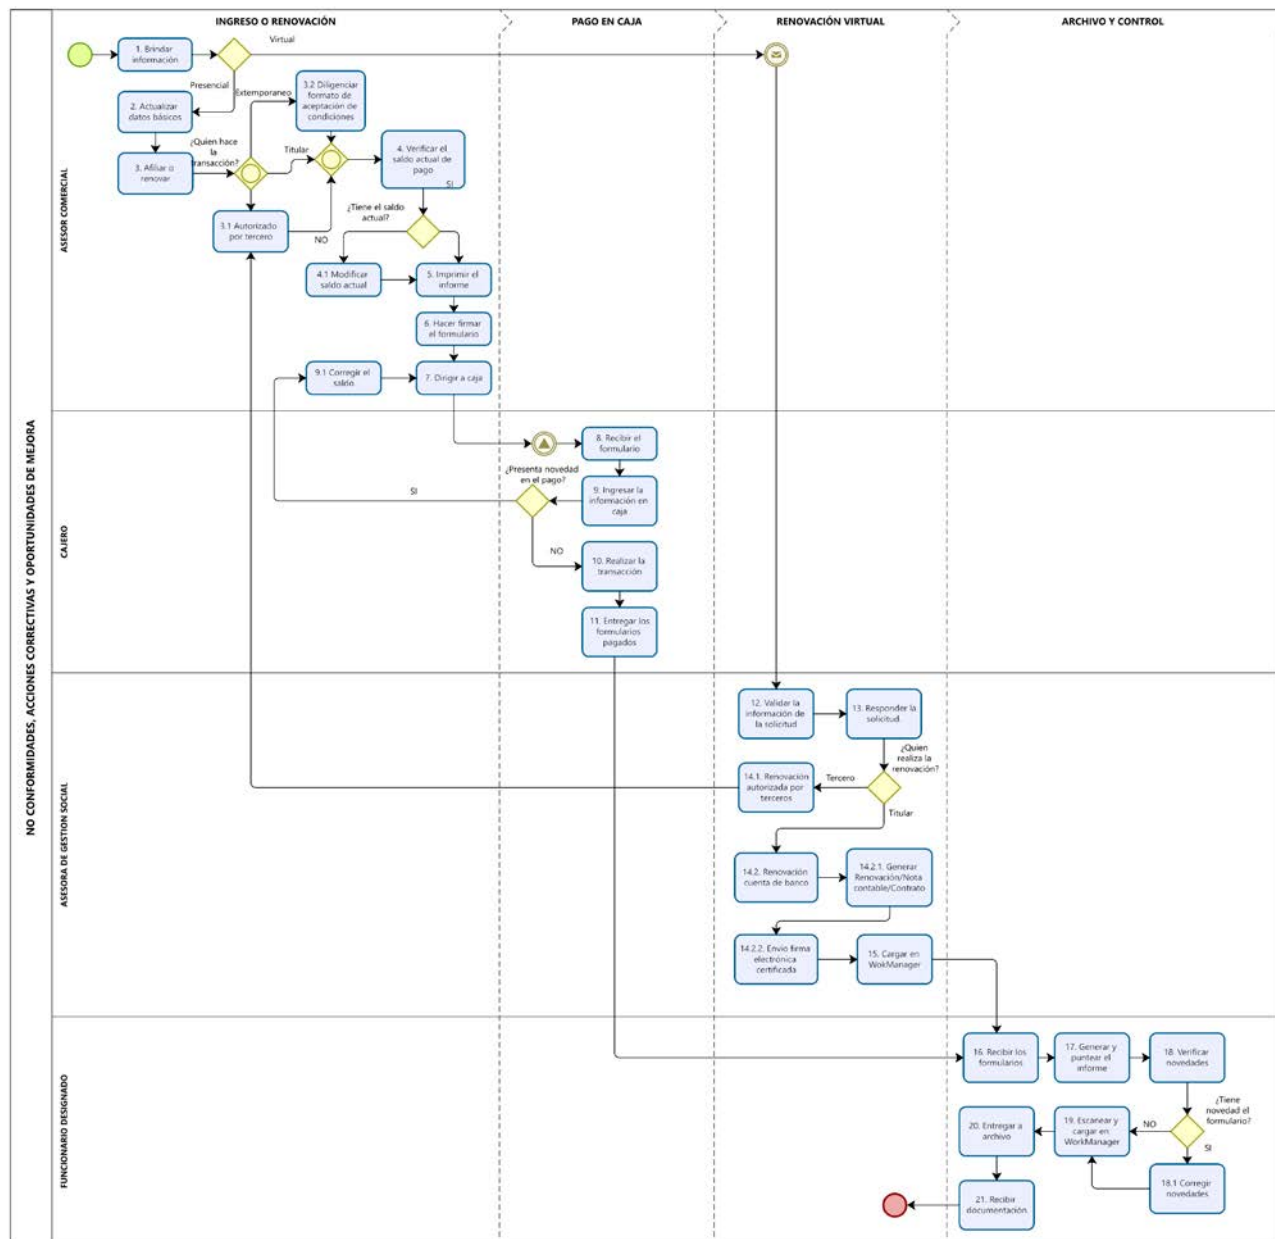 NO CONFORMIDADES, ACCIONES CORRECTIVAS Y OPORTUNIDADES DE MEJORA
INGRESO O RENOVACIÓN
PAGO EN CAJA
RENOVACIÓN VIRTUAL
ARCHIVO Y CONTROL
ASESOR COMERCIAL
1. Brindar
información
Virtual
Presencial
2. Actualizar
datos básicos
3. Afiliar o
renovar
¿Quien hace
la
transacción?
Extemporaneo
3.2 Diligenciar
formato de
aceptación de
condiciones
Titular
3.1 Autorizado
por tercero
NO
4. Verificar el
saldo actual de
pago
SI
¿Tiene el saldo
actual?
4.1 Modificar
saldo actual
5. Imprimir el
informe
6. Hacer firmar
el formulario
9.1 Corregir el
saldo
7. Dirigir a caja
CAJERO
8. Recibir el
formulario
¿Presenta novedad
en el pago?
9. Ingresar la
información en
caja
SI
NO
10. Realizar la
transacción
11. Entregar los
formularios
pagados
ASESORA DE GESTION SOCIAL
12. Validar la
información de
la solicitud
13. Responder la
solicitud
¿Quien
realiza la
renovación?
Tercero
14.1. Renovación
autorizada por
terceros
Titular
14.2. Renovación
cuenta de banco
14.2.1. Generar
Renovación/Nota
contable/Contrato
14.2.2. Envio firma
electrónica
certificada
15. Cargar en
WokManager
FUNCIONARIO DESIGNADO
16. Recibir los
formularios
17. Generar y
puntear el
informe
18. Verificar
novedades
¿Tiene
novedad el
formulario?
NO
SI
19. Escanear y
cargar en
WorkManager
20. Entregar a
archivo
18.1 Corregir
novedades
21. Recibir
documentación.